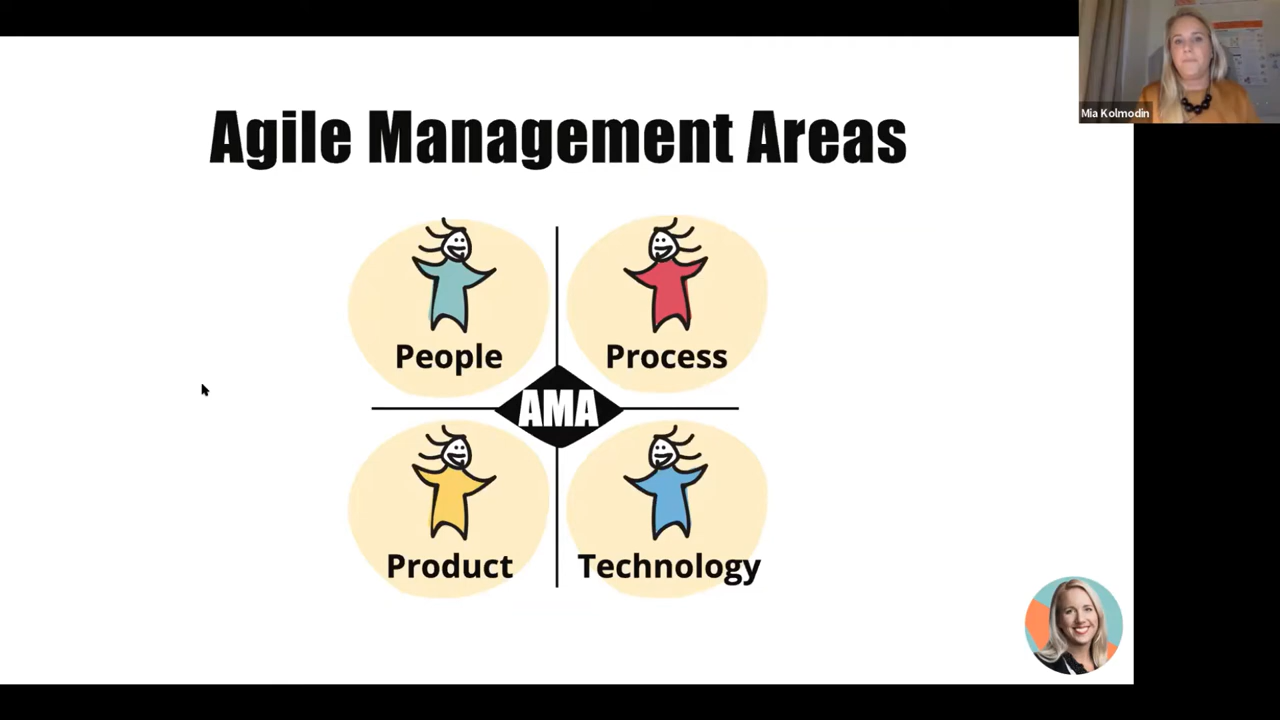 Agile Management Areas
Mia Kolmodin
People
Process
AMA
Product
Technology